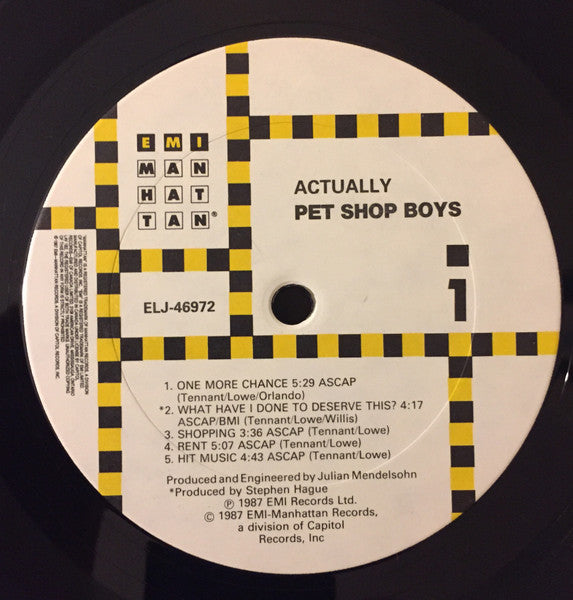 EMI
MAN
HAT
TAN®
ACTUALLY
PET SHOP BOYS
ELJ-46972
1
1. ONE MORE CHANCE 5:29 ASCAP
(Tennant/Lowe/Orlando)
*2. WHAT HAVE I DONE TO DESERVE THIS? 4:17
ASCAP/BMI (Tennant/Lowe/Willis)
3. SHOPPING 3:36 ASCAP (Tennant/Lowe)
4. RENT 5:07 ASCAP (Tennant/Lowe)
5. HIT MUSIC 4:43 ASCAP (Tennant/Lowe)
Produced and Engineered by Julian Mendelsohn
*Produced by Stephen Hague
℗ 1987 EMI Records Ltd.
© 1987 EMI-Manhattan Records,
a division of Capitol
Records, Inc